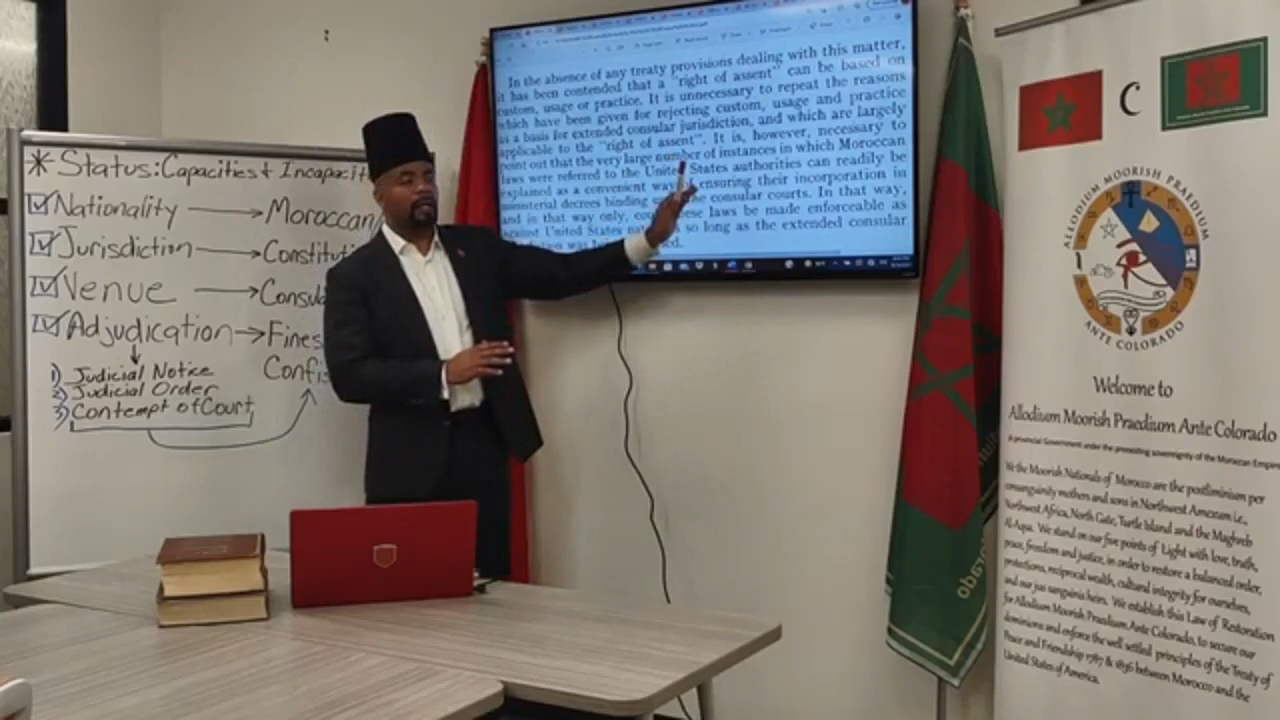 * Status: Capacities & Incapacit
Nationality → Moroccan
Jurisdiction → Constitut
Venue → Consul
Adjudication → Fines
1) Judicial Notice
Confis
2) Judicial Order
3) Contempt of Court
In the absence of any treaty provisions dealing with this matter,
it has been contended that a "right of assent" can be based on
custom, usage or practice. It is unnecessary to repeat the reasons
which have been given for rejecting custom, usage and practice
as a basis for extended consular jurisdiction, and which are largely
applicable to the "right of assent". It is, however, necessary to
point out that the very large number of instances in which Moroccan
laws were referred to the United States authorities can readily be
explained as a convenient way ensuring their incorporation in
ministerial decrees binding consular courts. In that way,
and in that way only, these laws be made enforceable as
against United States so long as the extended consular
was
ALLODIUM MOORISH PRAEDIUM
ANTE COLORADO
Welcome to
Allodium Moorish Praedium Ante Colorado
A provincial Government under the protecting sovereignty of the Moroccan Empire
We the Moorish Nationals of Morocco are the postliminium per
consanguinity mothers and sons in Northwest Amexem i.e.,
Northwest Africa, North Gate, Turtle Island and the Maghreb
Al-Aqsa. We stand on our five points of Light with love, truth,
peace, freedom and justice, in order to restore a balanced order,
protections, reciprocal wealth, cultural integrity for ourselves,
and our jus sanguinis heirs. We establish this Law of Restoration
for Allodium Moorish Praedium Ante Colorado, to secure our
dominions and enforce the well settled principles of the Treaty of
Peace and Friendship 1787 & 1836 between Morocco and the
United States of America.